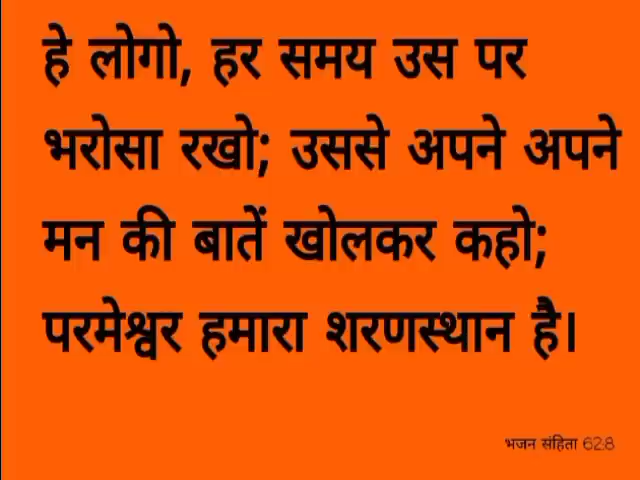 हे लोगो, हर समय उस पर
भरोसा रखो; उससे अपने अपने
मन की बातें खोलकर कहो;
परमेश्वर हमारा शरणस्थान है।
भजन संहिता 62:8